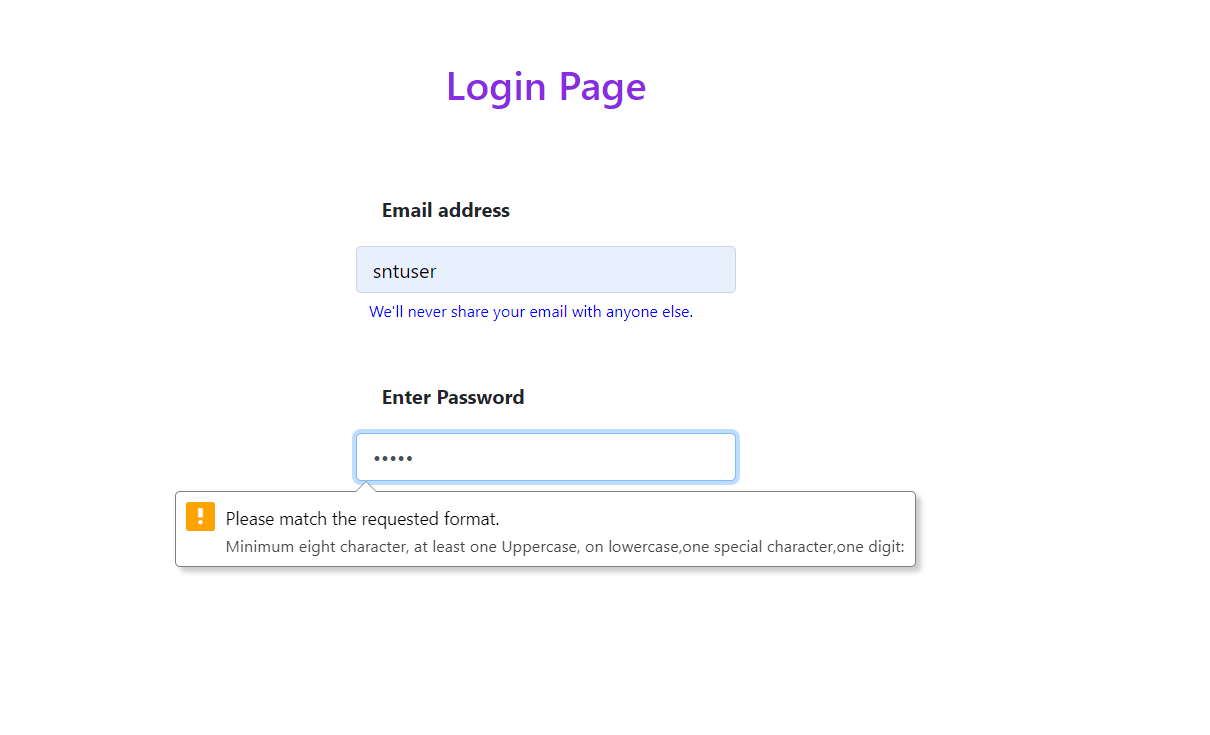 Login Page
Email address
sntuser
We'll never share your email with anyone else.
Enter Password
•••••
Please match the requested format.
Minimum eight character, at least one Uppercase, on lowercase,one special character,one digit: